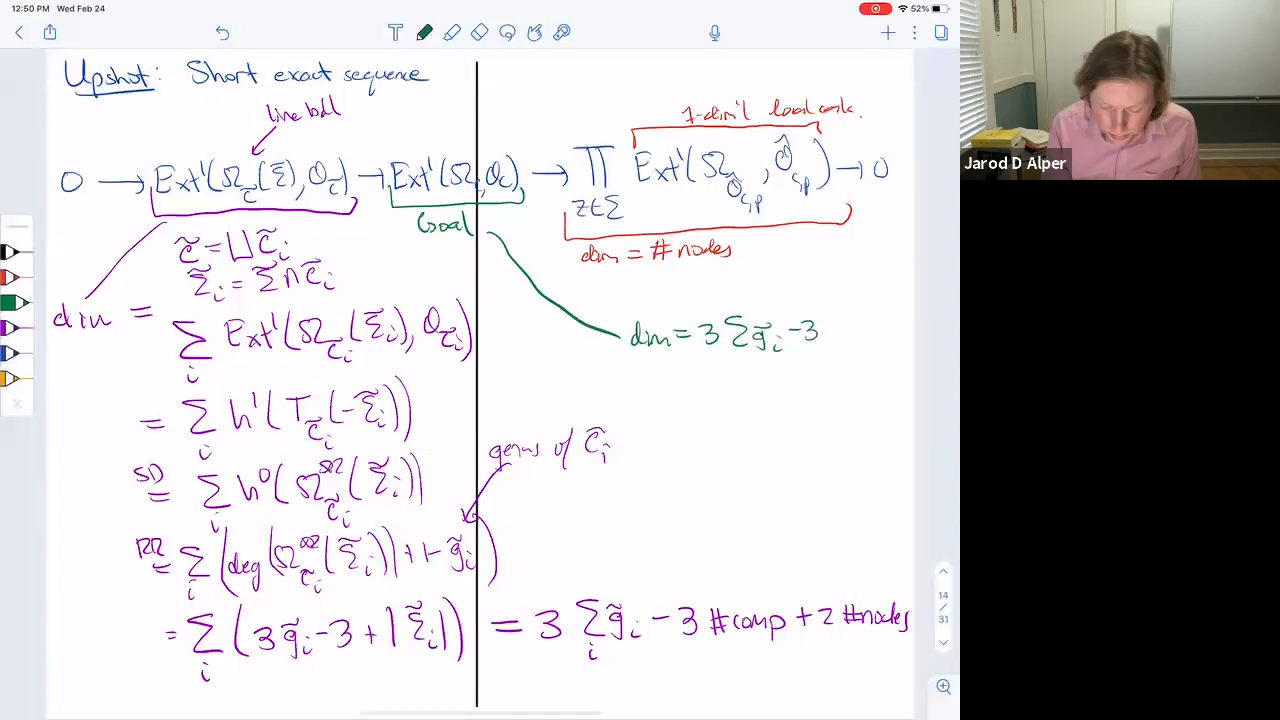 12:50 PM Wed Feb 24
52%
Upshot: Short exact sequence
line bdl
1-dim'l local calc.
0 → Ext¹(Ω_C̃(Σ̃), O_C̃) → Ext¹(Ω_C, O_C) → ∏_{z∈Σ} Ext¹(Ω_{Ô_{C,p}}, Ô_{C,p}) → 0
Goal
dim = # nodes
C̃ = ⊔ C̃_i
Σ̃_i = Σ̃ ∩ C̃_i
dim = Σ_i Ext¹(Ω_{C̃_i}(Σ̃_i), O_{C̃_i})
dim = 3 Σ g̃_i - 3
= Σ_i h¹(T_{C̃_i}(-Σ̃_i))
genus of C̃_i
SD = Σ_i h⁰(Ω^{⊗2}_{C̃_i}(Σ̃_i))
RR = Σ_i (deg(Ω^{⊗2}_{C̃_i}(Σ̃_i)) + 1 - g̃_i)
= Σ_i (3g̃_i - 3 + |Σ̃_i|) = 3 Σ_i g̃_i - 3 #comp + 2 #nodes
14
/
31
Jarod D Alper